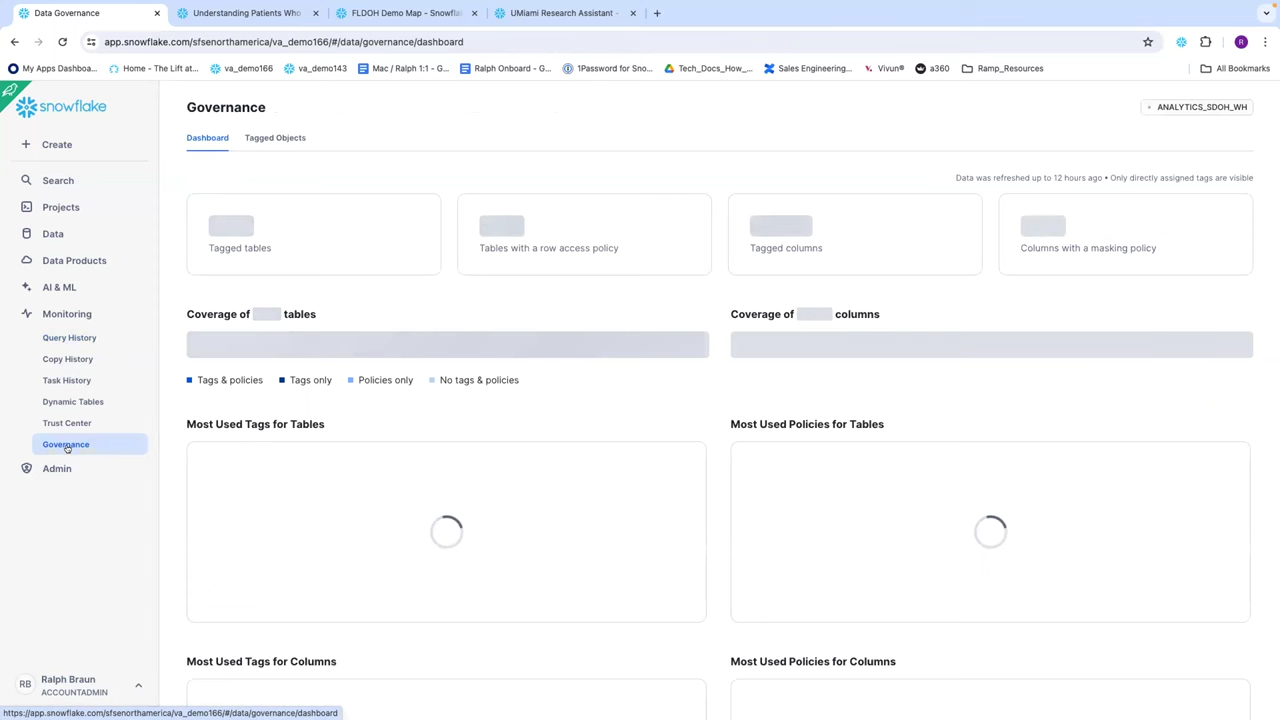 Data Governance
Understanding Patients Who
FLDOH Demo Map - Snowfla
UMiami Research Assistant -
app.snowflake.com/sfsenorthamerica/va_demo166/#/data/governance/dashboard
R
My Apps Dashboa...
Home - The Lift at...
va_demo166
va_demo143
Mac / Ralph 1:1 - G...
Ralph Onboard - G...
1Password for Sno...
Tech_Docs_How_...
Sales Engineering...
Vivun®
a360
Ramp_Resources
All Bookmarks
snowflake
Create
Search
Projects
Data
Data Products
AI & ML
Monitoring
Query History
Copy History
Task History
Dynamic Tables
Trust Center
Governance
Admin
RB
Ralph Braun
ACCOUNTADMIN
https://app.snowflake.com/sfsenorthamerica/va_demo166/#/data/governance/dashboard
Governance
ANALYTICS_SDOH_WH
Dashboard
Tagged Objects
Data was refreshed up to 12 hours ago • Only directly assigned tags are visible
Tagged tables
Tables with a row access policy
Tagged columns
Columns with a masking policy
Coverage of tables
Coverage of columns
Tags & policies
Tags only
Policies only
No tags & policies
Most Used Tags for Tables
Most Used Policies for Tables
Most Used Tags for Columns
Most Used Policies for Columns